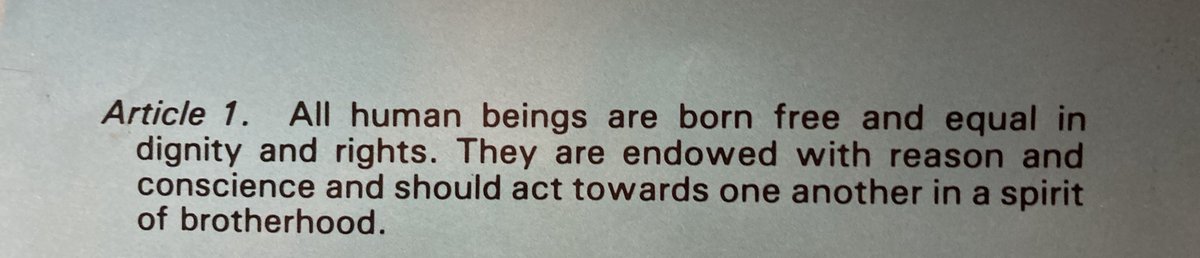 Article 1. All human beings are born free and equal in
dignity and rights. They are endowed with reason and
conscience and should act towards one another in a spirit
of brotherhood.